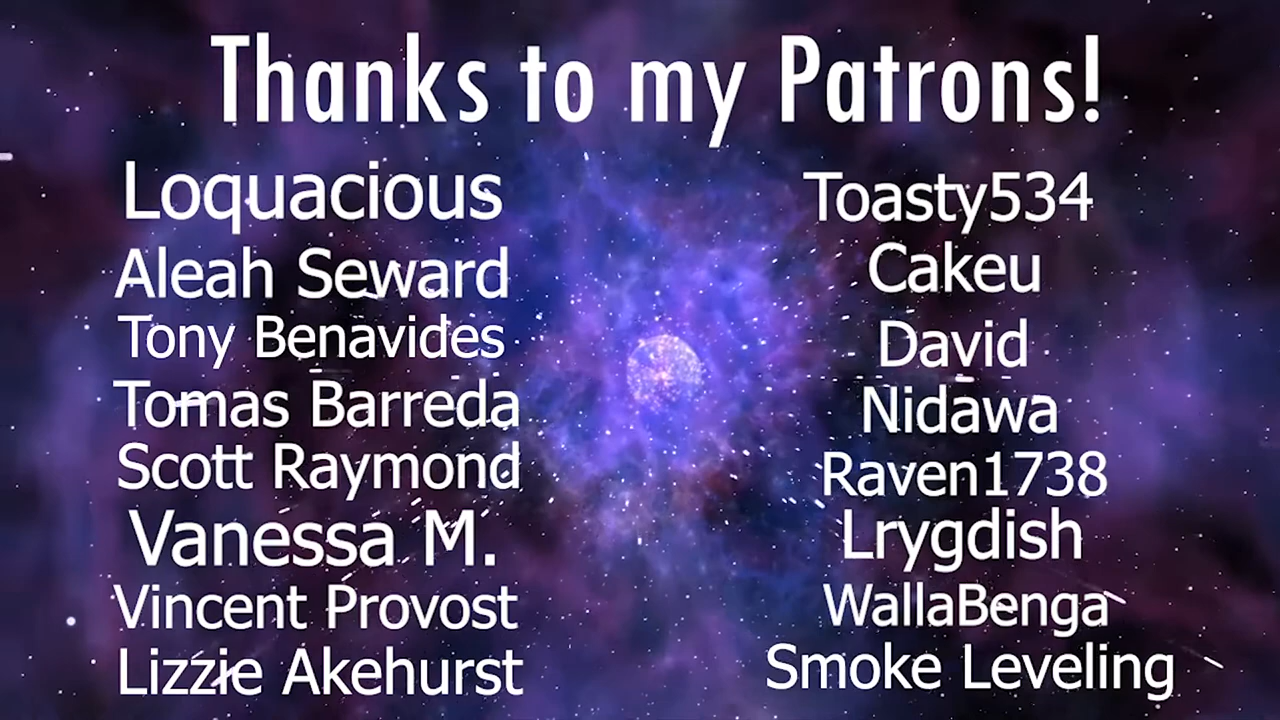 Thanks to my Patrons!
Loquacious
Aleah Seward
Tony Benavides
Tomas Barreda
Scott Raymond
Vanessa M.
Vincent Provost
Lizzie Akehurst
Toasty534
Cakeu
David
Nidawa
Raven1738
Lrygdish
WallaBenga
Smoke Leveling